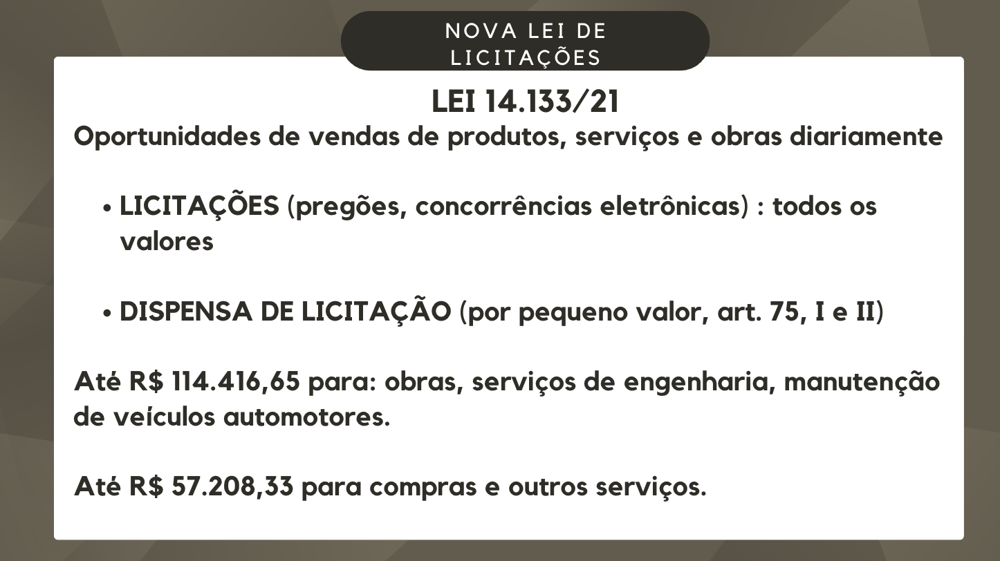 NOVA LEI DE
LICITAÇÕES
LEI 14.133/21
Oportunidades de vendas de produtos, serviços e obras diariamente
• LICITAÇÕES (pregões, concorrências eletrônicas) : todos os
valores
• DISPENSA DE LICITAÇÃO (por pequeno valor, art. 75, I e II)
Até R$ 114.416,65 para: obras, serviços de engenharia, manutenção
de veículos automotores.
Até R$ 57.208,33 para compras e outros serviços.